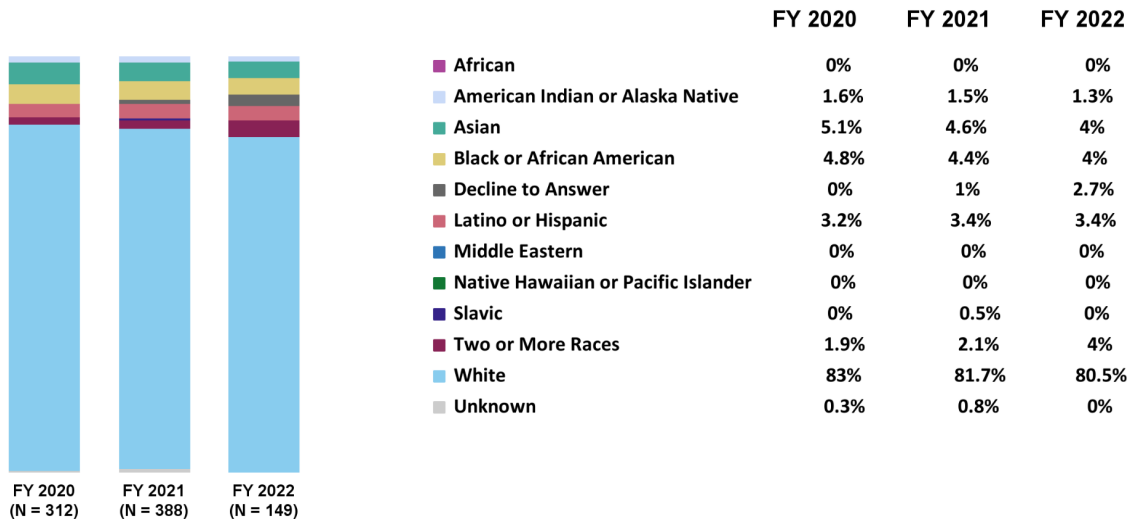 FY 2020 FY 2021 FY 2022
African 0% 0% 0%
American Indian or Alaska Native 1.6% 1.5% 1.3%
Asian 5.1% 4.6% 4%
Black or African American 4.8% 4.4% 4%
Decline to Answer 0% 1% 2.7%
Latino or Hispanic 3.2% 3.4% 3.4%
Middle Eastern 0% 0% 0%
Native Hawaiian or Pacific Islander 0% 0% 0%
Slavic 0% 0.5% 0%
Two or More Races 1.9% 2.1% 4%
White 83% 81.7% 80.5%
Unknown 0.3% 0.8% 0%
FY 2020 FY 2021 FY 2022
(N = 312) (N = 388) (N = 149)